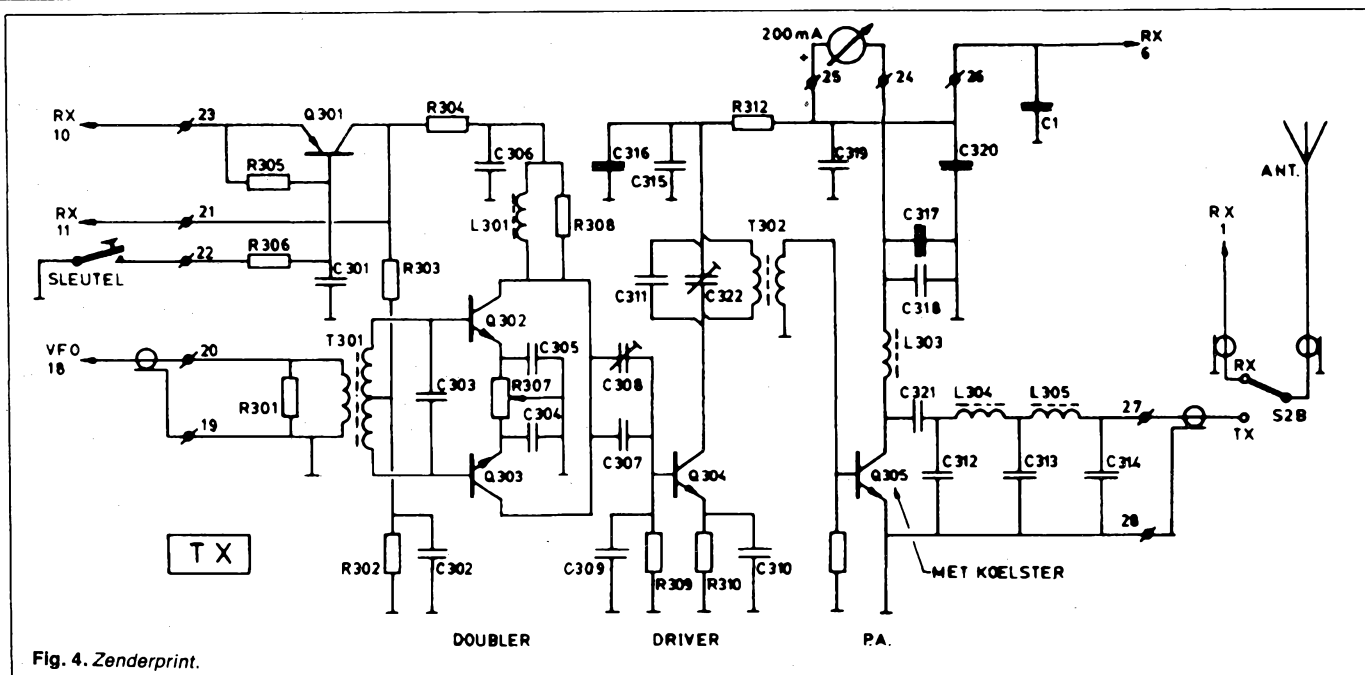 200mA
+
25
24
26
RX
6
RX
10
23
Q301
R304
R312
C1
C306
C316
C315
C319
C320
ANT.
R305
L301
R308
RX
11
21
T302
C317
RX
1
22
R306
C301
R303
C311
C322
C318
SLEUTEL
Q302
L303
VFO
18
20
T301
C305
C308
RX
R301
C303
R307
C321
L304
L305
27
S2B
19
C304
TX
Q303
C307
Q304
Q305
C312
C313
C314
28
TX
R302
C302
C309
R309
R310
C310
MET KOELSTER
DOUBLER
DRIVER
P.A.
Fig. 4. Zenderprint.